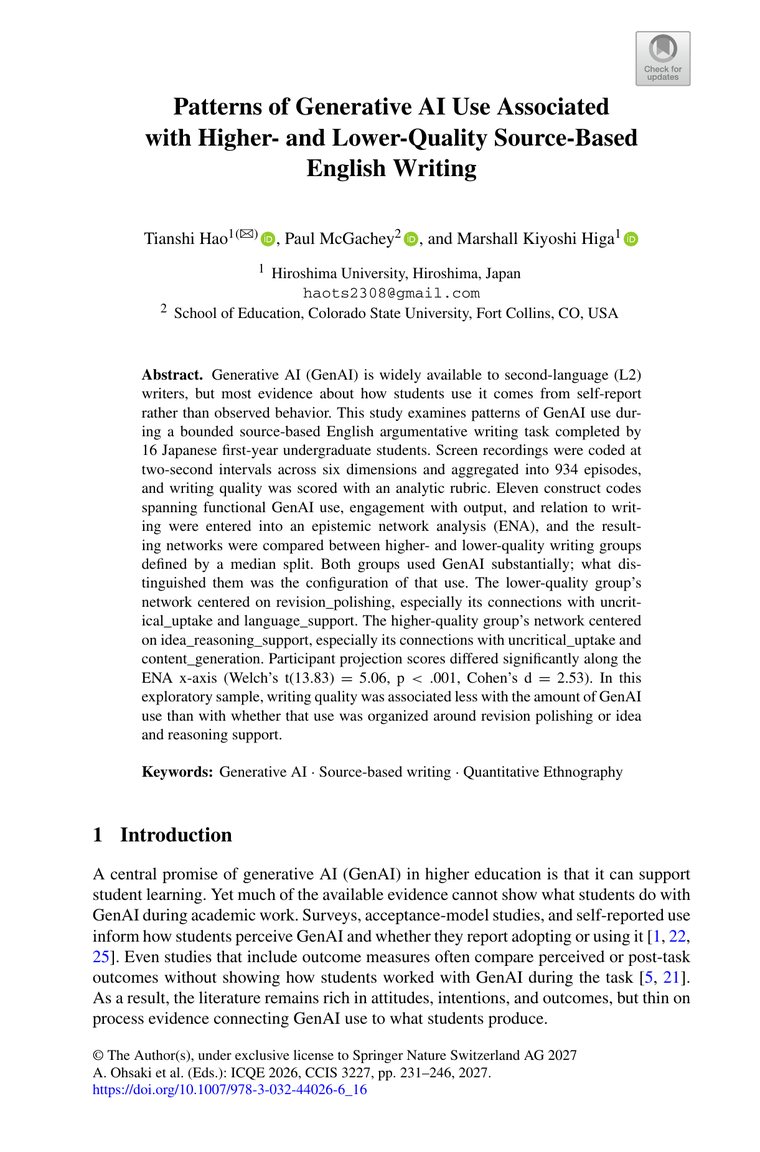 Check for
updates
Patterns of Generative AI Use Associated
with Higher- and Lower-Quality Source-Based
English Writing
Tianshi Hao1(✉), Paul McGachey2, and Marshall Kiyoshi Higa1
1 Hiroshima University, Hiroshima, Japan
haots2308@gmail.com
2 School of Education, Colorado State University, Fort Collins, CO, USA
Abstract. Generative AI (GenAI) is widely available to second-language (L2)
writers, but most evidence about how students use it comes from self-report
rather than observed behavior. This study examines patterns of GenAI use dur-
ing a bounded source-based English argumentative writing task completed by
16 Japanese first-year undergraduate students. Screen recordings were coded at
two-second intervals across six dimensions and aggregated into 934 episodes,
and writing quality was scored with an analytic rubric. Eleven construct codes
spanning functional GenAI use, engagement with output, and relation to writ-
ing were entered into an epistemic network analysis (ENA), and the result-
ing networks were compared between higher- and lower-quality writing groups
defined by a median split. Both groups used GenAI substantially; what dis-
tinguished them was the configuration of that use. The lower-quality group's
network centered on revision_polishing, especially its connections with uncrit-
ical_uptake and language_support. The higher-quality group's network centered
on idea_reasoning_support, especially its connections with uncritical_uptake and
content_generation. Participant projection scores differed significantly along the
ENA x-axis (Welch's t(13.83) = 5.06, p < .001, Cohen's d = 2.53). In this
exploratory sample, writing quality was associated less with the amount of GenAI
use than with whether that use was organized around revision polishing or idea
and reasoning support.
Keywords: Generative AI · Source-based writing · Quantitative Ethnography
1 Introduction
A central promise of generative AI (GenAI) in higher education is that it can support
student learning. Yet much of the available evidence cannot show what students do with
GenAI during academic work. Surveys, acceptance-model studies, and self-reported use
inform how students perceive GenAI and whether they report adopting or using it [1, 22,
25]. Even studies that include outcome measures often compare perceived or post-task
outcomes without showing how students worked with GenAI during the task [5, 21].
As a result, the literature remains rich in attitudes, intentions, and outcomes, but thin on
process evidence connecting GenAI use to what students produce.
© The Author(s), under exclusive license to Springer Nature Switzerland AG 2027
A. Ohsaki et al. (Eds.): ICQE 2026, CCIS 3227, pp. 231–246, 2027.
https://doi.org/10.1007/978-3-032-44026-6_16